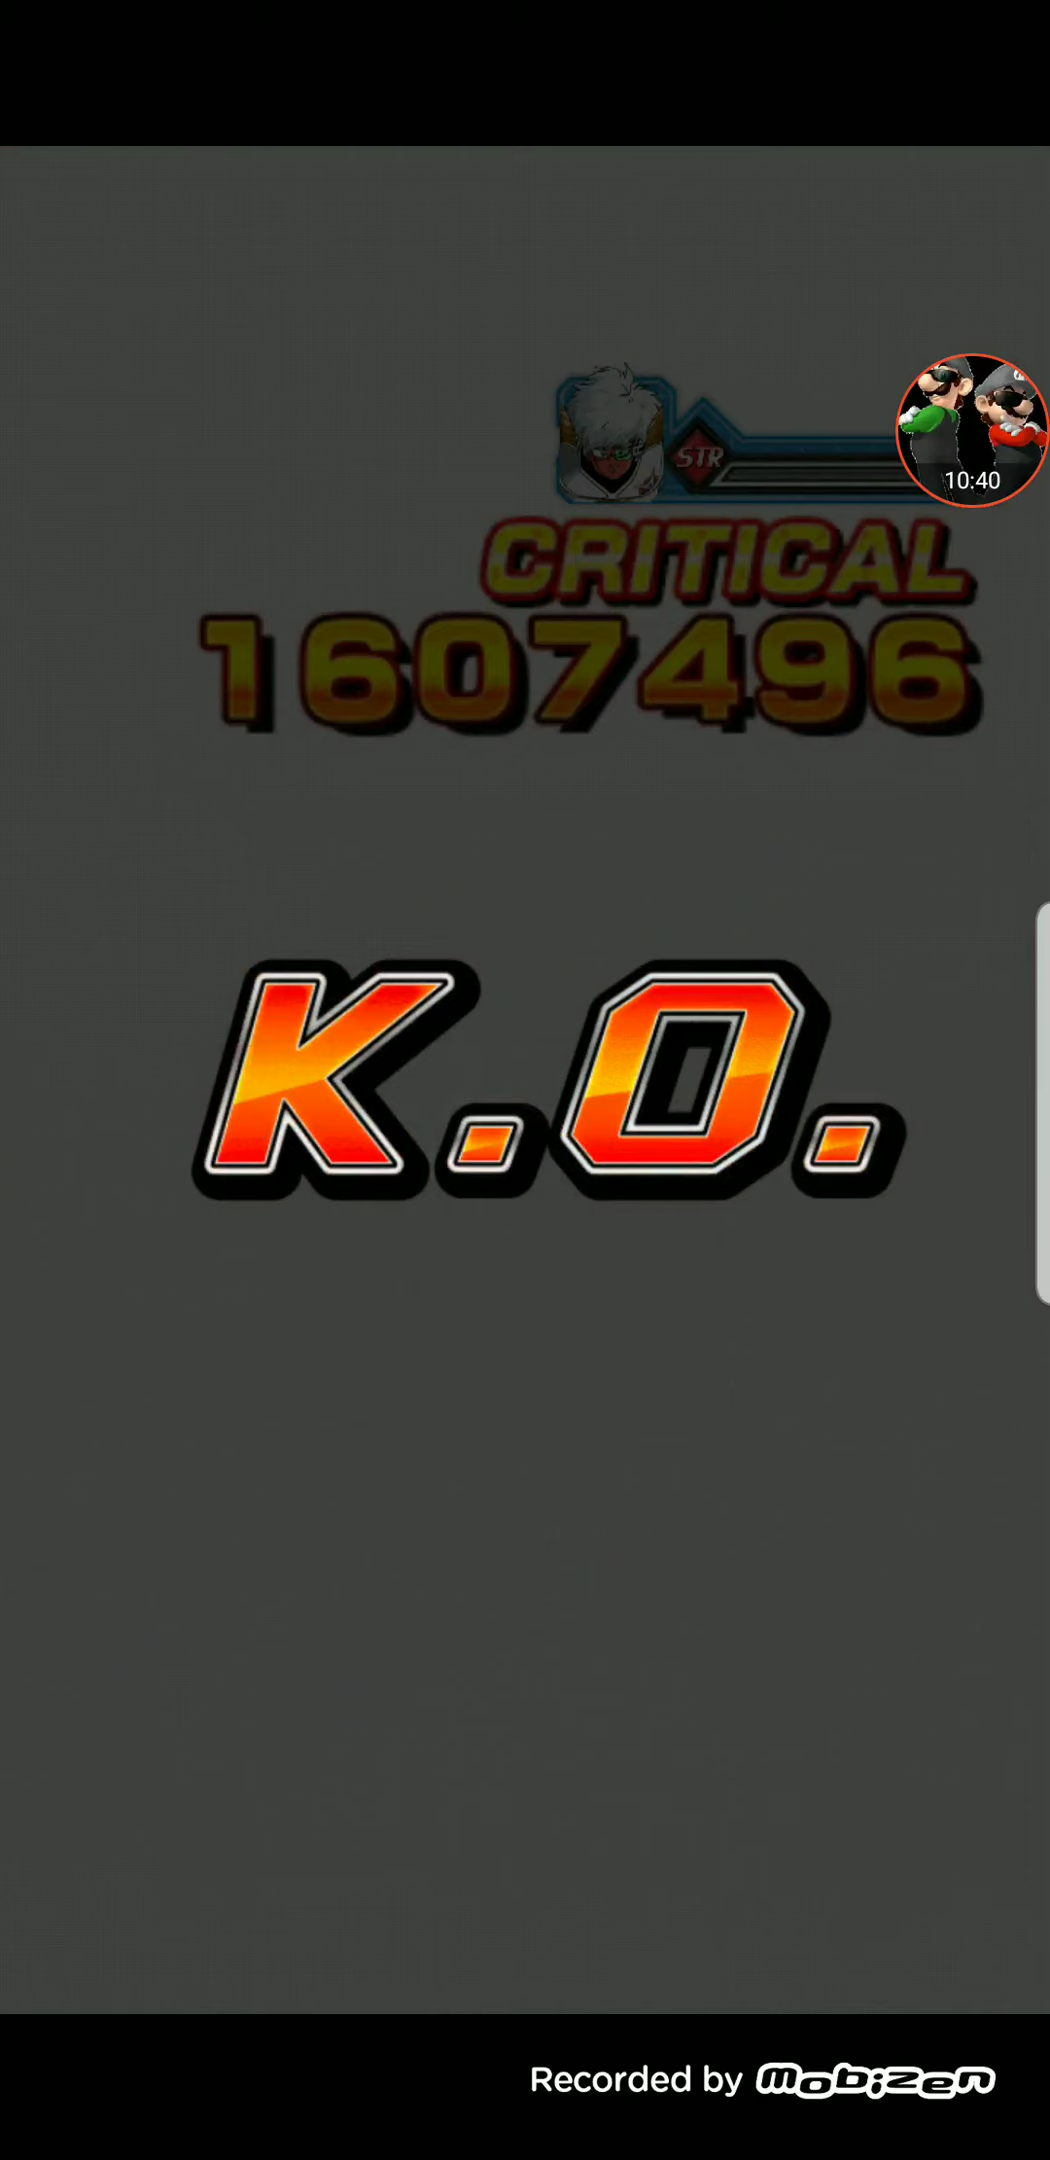 10:40
STR
CRITICAL
1607496
K.O.
Recorded by mobizen